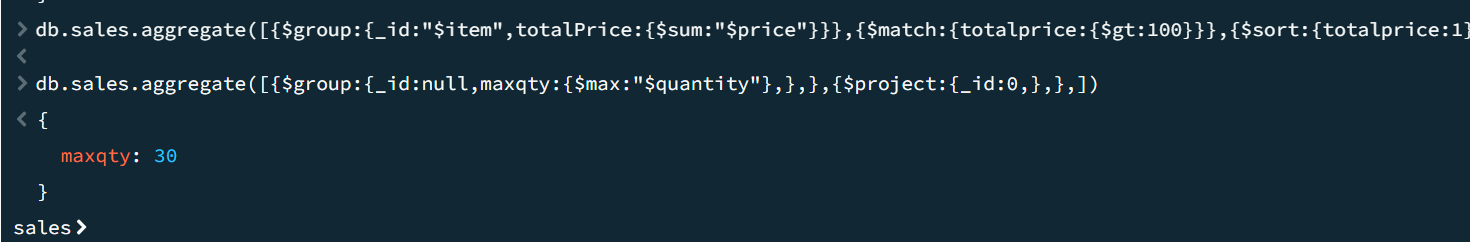 > db.sales.aggregate([{$group:{_id:"$item",totalPrice:{$sum:"$price"}}},{$match:{totalprice:{$gt:100}}},{$sort:{totalprice:1}
<
> db.sales.aggregate([{$group:{_id:null,maxqty:{$max:"$quantity"},},},{$project:{_id:0,},},])
< {
maxqty: 30
}
sales>